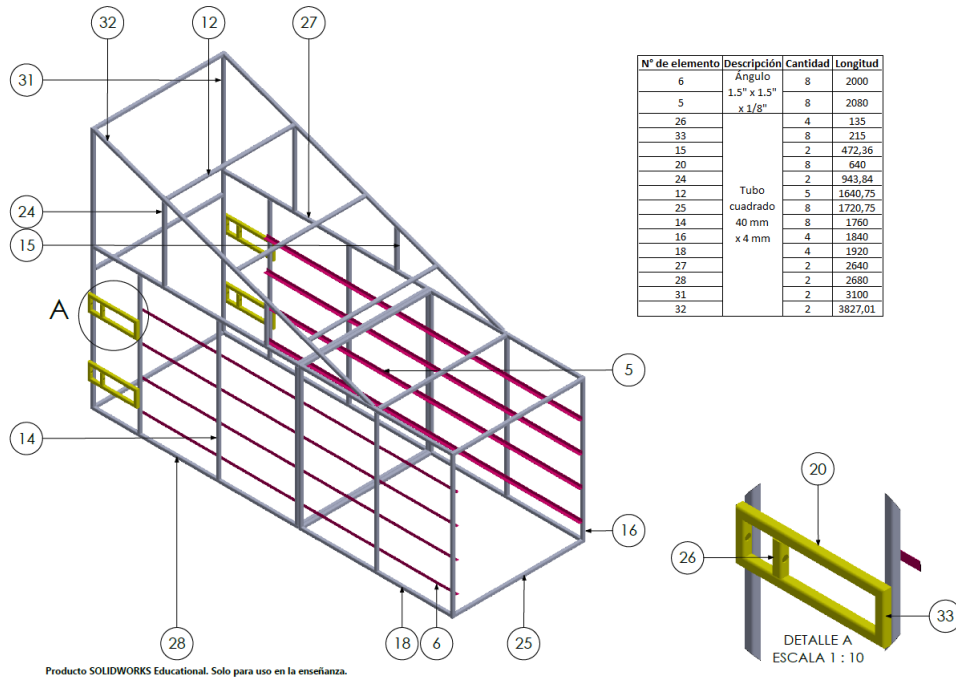 32
12
27
31
24
15
A
14
28
18
6
25
16
5
N° de elemento Descripción Cantidad Longitud
6 Ángulo 1.5" x 1.5" x 1/8" 8 2000
5 8 2080
26 Tubo cuadrado 40 mm x 4 mm 4 135
33 8 215
15 2 472,36
20 8 640
24 2 943,84
12 5 1640,75
25 8 1720,75
14 8 1760
16 4 1840
18 4 1920
27 2 2640
28 2 2680
31 2 3100
32 2 3827,01
20
26
33
DETALLE A
ESCALA 1 : 10
Producto SOLIDWORKS Educational. Solo para uso en la enseñanza.